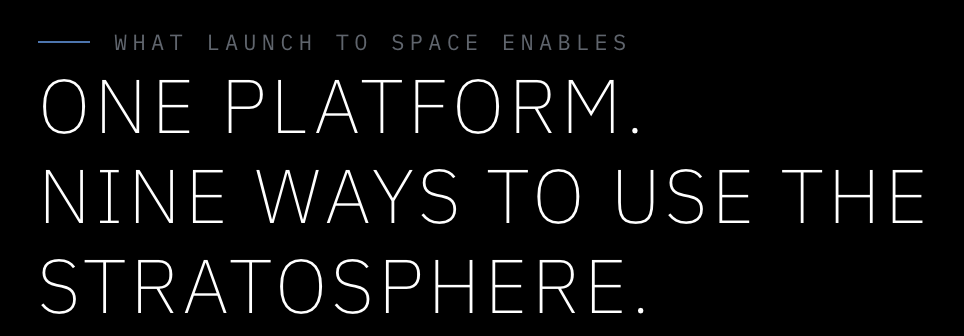 WHAT LAUNCH TO SPACE ENABLES
ONE PLATFORM.
NINE WAYS TO USE THE
STRATOSPHERE.